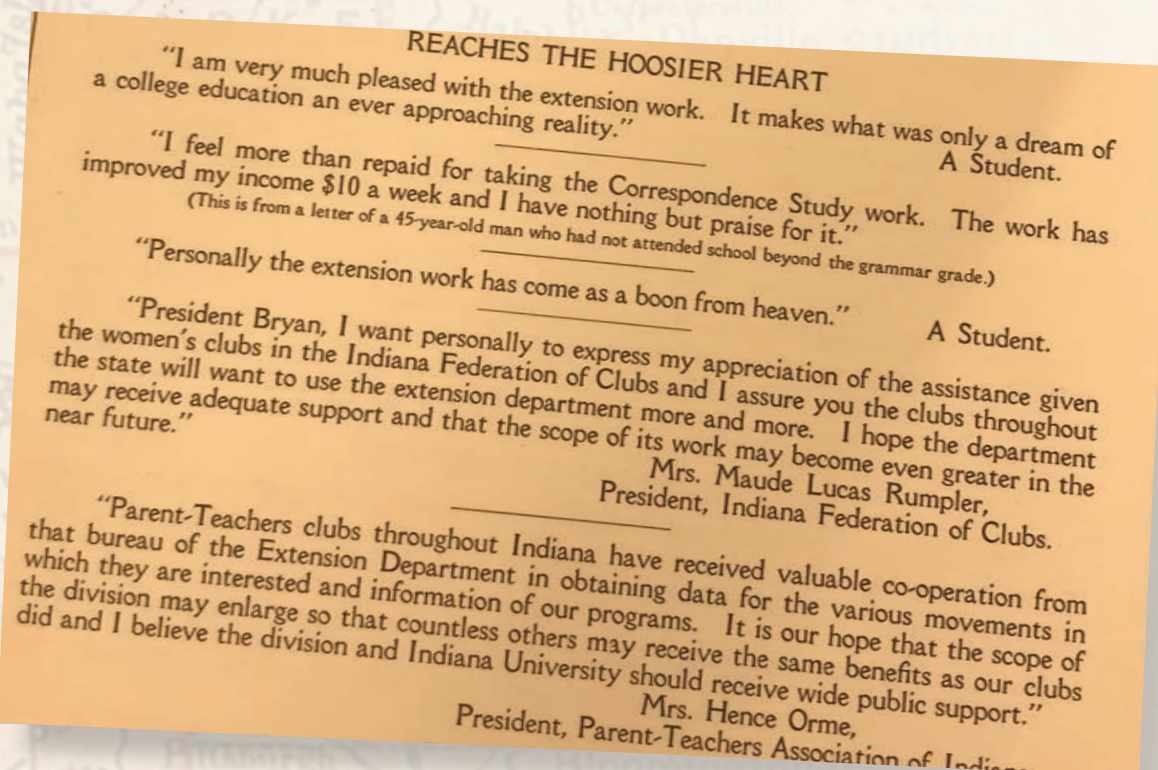 REACHES THE HOOSIER HEART
“I am very much pleased with the extension work. It makes what was only a dream of
a college education an ever approaching reality.”
A Student.
“I feel more than repaid for taking the Correspondence Study work. The work has
improved my income $10 a week and I have nothing but praise for it.”
(This is from a letter of a 45-year-old man who had not attended school beyond the grammar grade.)
“Personally the extension work has come as a boon from heaven.”
A Student.
“President Bryan, I want personally to express my appreciation of the assistance given
the women’s clubs in the Indiana Federation of Clubs and I assure you the clubs throughout
the state will want to use the extension department more and more. I hope the department
may receive adequate support and that the scope of its work may become even greater in the
near future.”
Mrs. Maude Lucas Rumpler,
President, Indiana Federation of Clubs.
“Parent-Teachers clubs throughout Indiana have received valuable co-operation from
that bureau of the Extension Department in obtaining data for the various movements in
which they are interested and information of our programs. It is our hope that the scope of
the division may enlarge so that countless others may receive the same benefits as our clubs
did and I believe the division and Indiana University should receive wide public support.”
Mrs. Hence Orme,
President, Parent-Teachers Association of